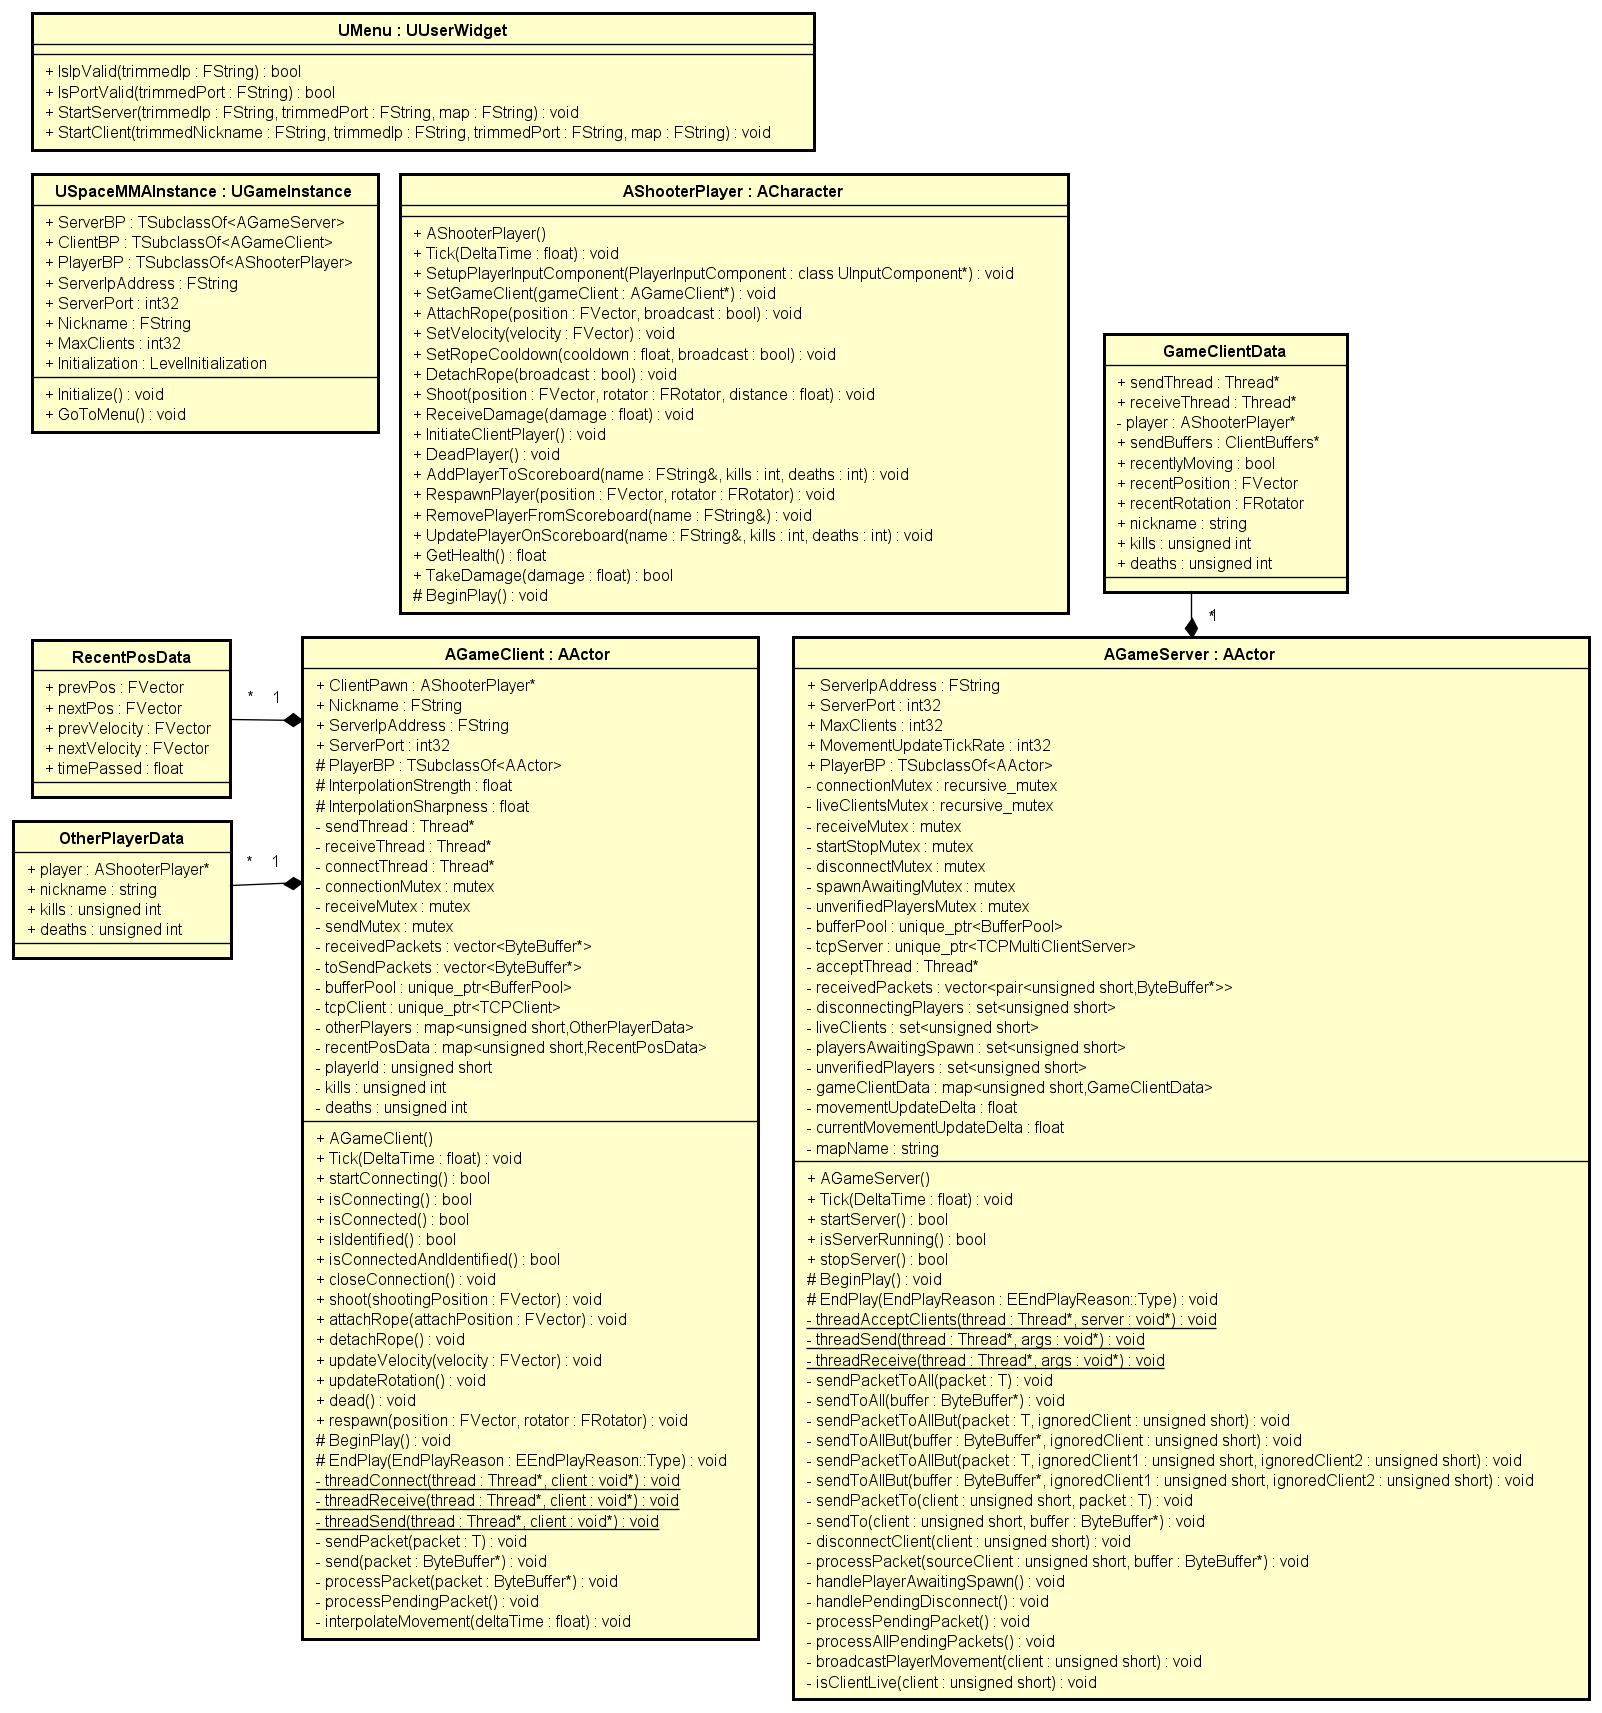 UMenu : UUserWidget
+ IsIpValid(trimmedIp : FString) : bool
+ IsPortValid(trimmedPort : FString) : bool
+ StartServer(trimmedIp : FString, trimmedPort : FString, map : FString) : void
+ StartClient(trimmedNickname : FString, trimmedIp : FString, trimmedPort : FString, map : FString) : void
USpaceMMAInstance : UGameInstance
+ ServerBP : TSubclassOf<AGameServer>
+ ClientBP : TSubclassOf<AGameClient>
+ PlayerBP : TSubclassOf<AShooterPlayer>
+ ServerIpAddress : FString
+ ServerPort : int32
+ Nickname : FString
+ MaxClients : int32
+ Initialization : LevelInitialization
+ Initialize() : void
+ GoToMenu() : void
AShooterPlayer : ACharacter
+ AShooterPlayer()
+ Tick(DeltaTime : float) : void
+ SetupPlayerInputComponent(PlayerInputComponent : class UInputComponent*) : void
+ SetGameClient(gameClient : AGameClient*) : void
+ AttachRope(position : FVector, broadcast : bool) : void
+ SetVelocity(velocity : FVector) : void
+ SetRopeCooldown(cooldown : float, broadcast : bool) : void
+ DetachRope(broadcast : bool) : void
+ Shoot(position : FVector, rotator : FRotator, distance : float) : void
+ ReceiveDamage(damage : float) : void
+ InitiateClientPlayer() : void
+ DeadPlayer() : void
+ AddPlayerToScoreboard(name : FString&, kills : int, deaths : int) : void
+ RespawnPlayer(position : FVector, rotator : FRotator) : void
+ RemovePlayerFromScoreboard(name : FString&) : void
+ UpdatePlayerOnScoreboard(name : FString&, kills : int, deaths : int) : void
+ GetHealth() : float
+ TakeDamage(damage : float) : bool
# BeginPlay() : void
GameClientData
+ sendThread : Thread*
+ receiveThread : Thread*
- player : AShooterPlayer*
+ sendBuffers : ClientBuffers*
+ recentlyMoving : bool
+ recentPosition : FVector
+ recentRotation : FRotator
+ nickname : string
+ kills : unsigned int
+ deaths : unsigned int
*1
RecentPosData
+ prevPos : FVector
+ nextPos : FVector
+ prevVelocity : FVector
+ nextVelocity : FVector
+ timePassed : float
* 1
OtherPlayerData
+ player : AShooterPlayer*
+ nickname : string
+ kills : unsigned int
+ deaths : unsigned int
* 1
AGameClient : AActor
+ ClientPawn : AShooterPlayer*
+ Nickname : FString
+ ServerIpAddress : FString
+ ServerPort : int32
# PlayerBP : TSubclassOf<AActor>
# InterpolationStrength : float
# InterpolationSharpness : float
- sendThread : Thread*
- receiveThread : Thread*
- connectThread : Thread*
- connectionMutex : mutex
- receiveMutex : mutex
- sendMutex : mutex
- receivedPackets : vector<ByteBuffer*>
- toSendPackets : vector<ByteBuffer*>
- bufferPool : unique_ptr<BufferPool>
- tcpClient : unique_ptr<TCPClient>
- otherPlayers : map<unsigned short,OtherPlayerData>
- recentPosData : map<unsigned short,RecentPosData>
- playerId : unsigned short
- kills : unsigned int
- deaths : unsigned int
+ AGameClient()
+ Tick(DeltaTime : float) : void
+ startConnecting() : bool
+ isConnecting() : bool
+ isConnected() : bool
+ isIdentified() : bool
+ isConnectedAndIdentified() : bool
+ closeConnection() : void
+ shoot(shootingPosition : FVector) : void
+ attachRope(attachPosition : FVector) : void
+ detachRope() : void
+ updateVelocity(velocity : FVector) : void
+ updateRotation() : void
+ dead() : void
+ respawn(position : FVector, rotator : FRotator) : void
# BeginPlay() : void
# EndPlay(EndPlayReason : EEndPlayReason::Type) : void
- threadConnect(thread : Thread*, client : void*) : void
- threadReceive(thread : Thread*, client : void*) : void
- threadSend(thread : Thread*, client : void*) : void
- sendPacket(packet : T) : void
- send(packet : ByteBuffer*) : void
- processPacket(packet : ByteBuffer*) : void
- processPendingPacket() : void
- interpolateMovement(deltaTime : float) : void
AGameServer : AActor
+ ServerIpAddress : FString
+ ServerPort : int32
+ MaxClients : int32
+ MovementUpdateTickRate : int32
+ PlayerBP : TSubclassOf<AActor>
- connectionMutex : recursive_mutex
- liveClientsMutex : recursive_mutex
- receiveMutex : mutex
- startStopMutex : mutex
- disconnectMutex : mutex
- spawnAwaitingMutex : mutex
- unverifiedPlayersMutex : mutex
- bufferPool : unique_ptr<BufferPool>
- tcpServer : unique_ptr<TCPMultiClientServer>
- acceptThread : Thread*
- receivedPackets : vector<pair<unsigned short,ByteBuffer*>>
- disconnectingPlayers : set<unsigned short>
- liveClients : set<unsigned short>
- playersAwaitingSpawn : set<unsigned short>
- unverifiedPlayers : set<unsigned short>
- gameClientData : map<unsigned short,GameClientData>
- movementUpdateDelta : float
- currentMovementUpdateDelta : float
- mapName : string
+ AGameServer()
+ Tick(DeltaTime : float) : void
+ startServer() : bool
+ isServerRunning() : bool
+ stopServer() : bool
# BeginPlay() : void
# EndPlay(EndPlayReason : EEndPlayReason::Type) : void
- threadAcceptClients(thread : Thread*, server : void*) : void
- threadSend(thread : Thread*, args : void*) : void
- threadReceive(thread : Thread*, args : void*) : void
- sendPacketToAll(packet : T) : void
- sendToAll(buffer : ByteBuffer*) : void
- sendPacketToAllBut(packet : T, ignoredClient : unsigned short) : void
- sendToAllBut(buffer : ByteBuffer*, ignoredClient : unsigned short) : void
- sendPacketToAllBut(packet : T, ignoredClient1 : unsigned short, ignoredClient2 : unsigned short) : void
- sendToAllBut(buffer : ByteBuffer*, ignoredClient1 : unsigned short, ignoredClient2 : unsigned short) : void
- sendPacketTo(client : unsigned short, packet : T) : void
- sendTo(client : unsigned short, buffer : ByteBuffer*) : void
- disconnectClient(client : unsigned short) : void
- processPacket(sourceClient : unsigned short, buffer : ByteBuffer*) : void
- handlePlayerAwaitingSpawn() : void
- handlePendingDisconnect() : void
- processPendingPacket() : void
- processAllPendingPackets() : void
- broadcastPlayerMovement(client : unsigned short) : void
- isClientLive(client : unsigned short) : void